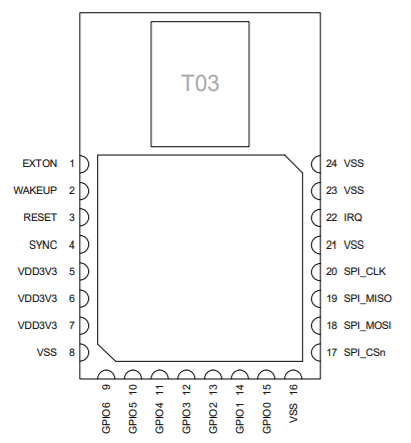 T03
EXTON 1
WAKEUP 2
RESET 3
SYNC 4
VDD3V3 5
VDD3V3 6
VDD3V3 7
VSS 8
24 VSS
23 VSS
22 IRQ
21 VSS
20 SPI_CLK
19 SPI_MISO
18 SPI_MOSI
17 SPI_CSn
GPIO6 9
GPIO5 10
GPIO4 11
GPIO3 12
GPIO2 13
GPIO1 14
GPIO0 15
VSS 16